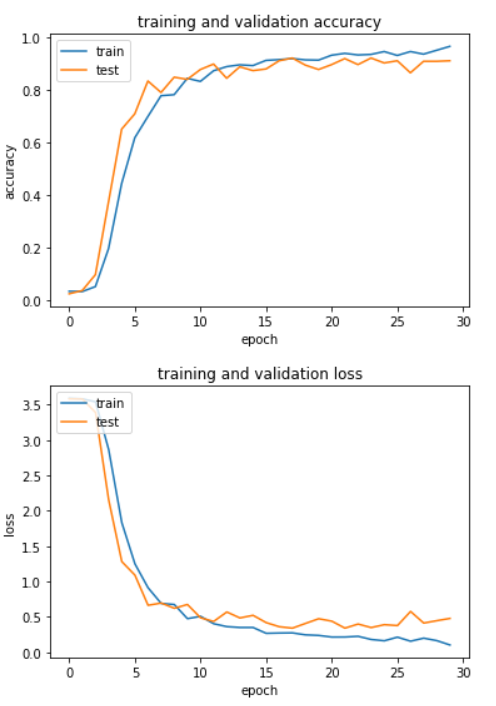 training and validation accuracy
1.0
train
test
0.8
0.6
accuracy
0.4
0.2
0.0
0 5 10 15 20 25 30
epoch
training and validation loss
3.5
train
test
3.0
2.5
2.0
loss
1.5
1.0
0.5
0.0
0 5 10 15 20 25 30
epoch